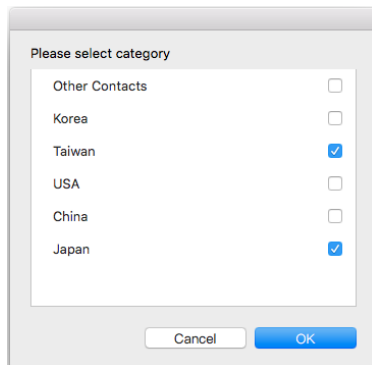 Please select category
Other Contacts
Korea
Taiwan
USA
China
Japan
Cancel OK